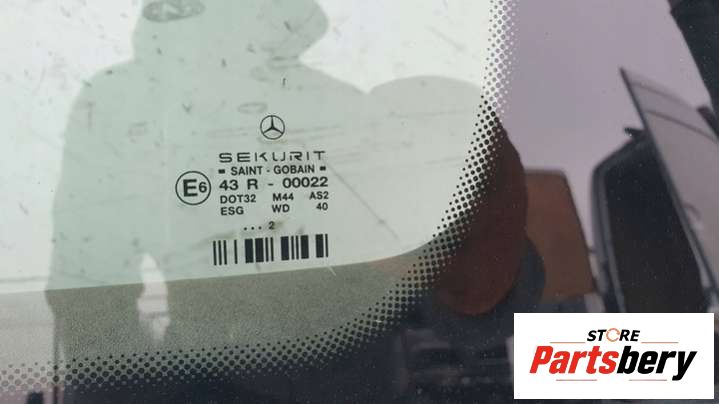 SEKURIT
SAINT - GOBAIN
E6 43 R - 00022
DOT32 M44 AS2
ESG WD 40
... 2
STORE
Partsbery